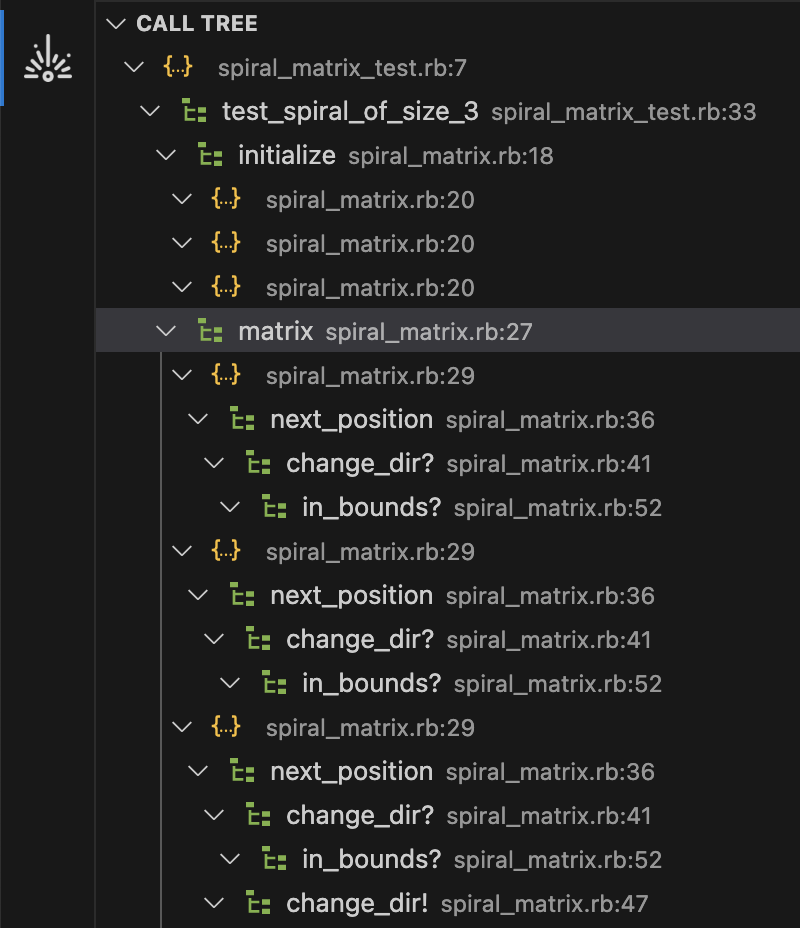 CALL TREE
{..} spiral_matrix_test.rb:7
test_spiral_of_size_3 spiral_matrix_test.rb:33
initialize spiral_matrix.rb:18
{..} spiral_matrix.rb:20
{..} spiral_matrix.rb:20
{..} spiral_matrix.rb:20
matrix spiral_matrix.rb:27
{..} spiral_matrix.rb:29
next_position spiral_matrix.rb:36
change_dir? spiral_matrix.rb:41
in_bounds? spiral_matrix.rb:52
{..} spiral_matrix.rb:29
next_position spiral_matrix.rb:36
change_dir? spiral_matrix.rb:41
in_bounds? spiral_matrix.rb:52
{..} spiral_matrix.rb:29
next_position spiral_matrix.rb:36
change_dir? spiral_matrix.rb:41
in_bounds? spiral_matrix.rb:52
change_dir! spiral_matrix.rb:47